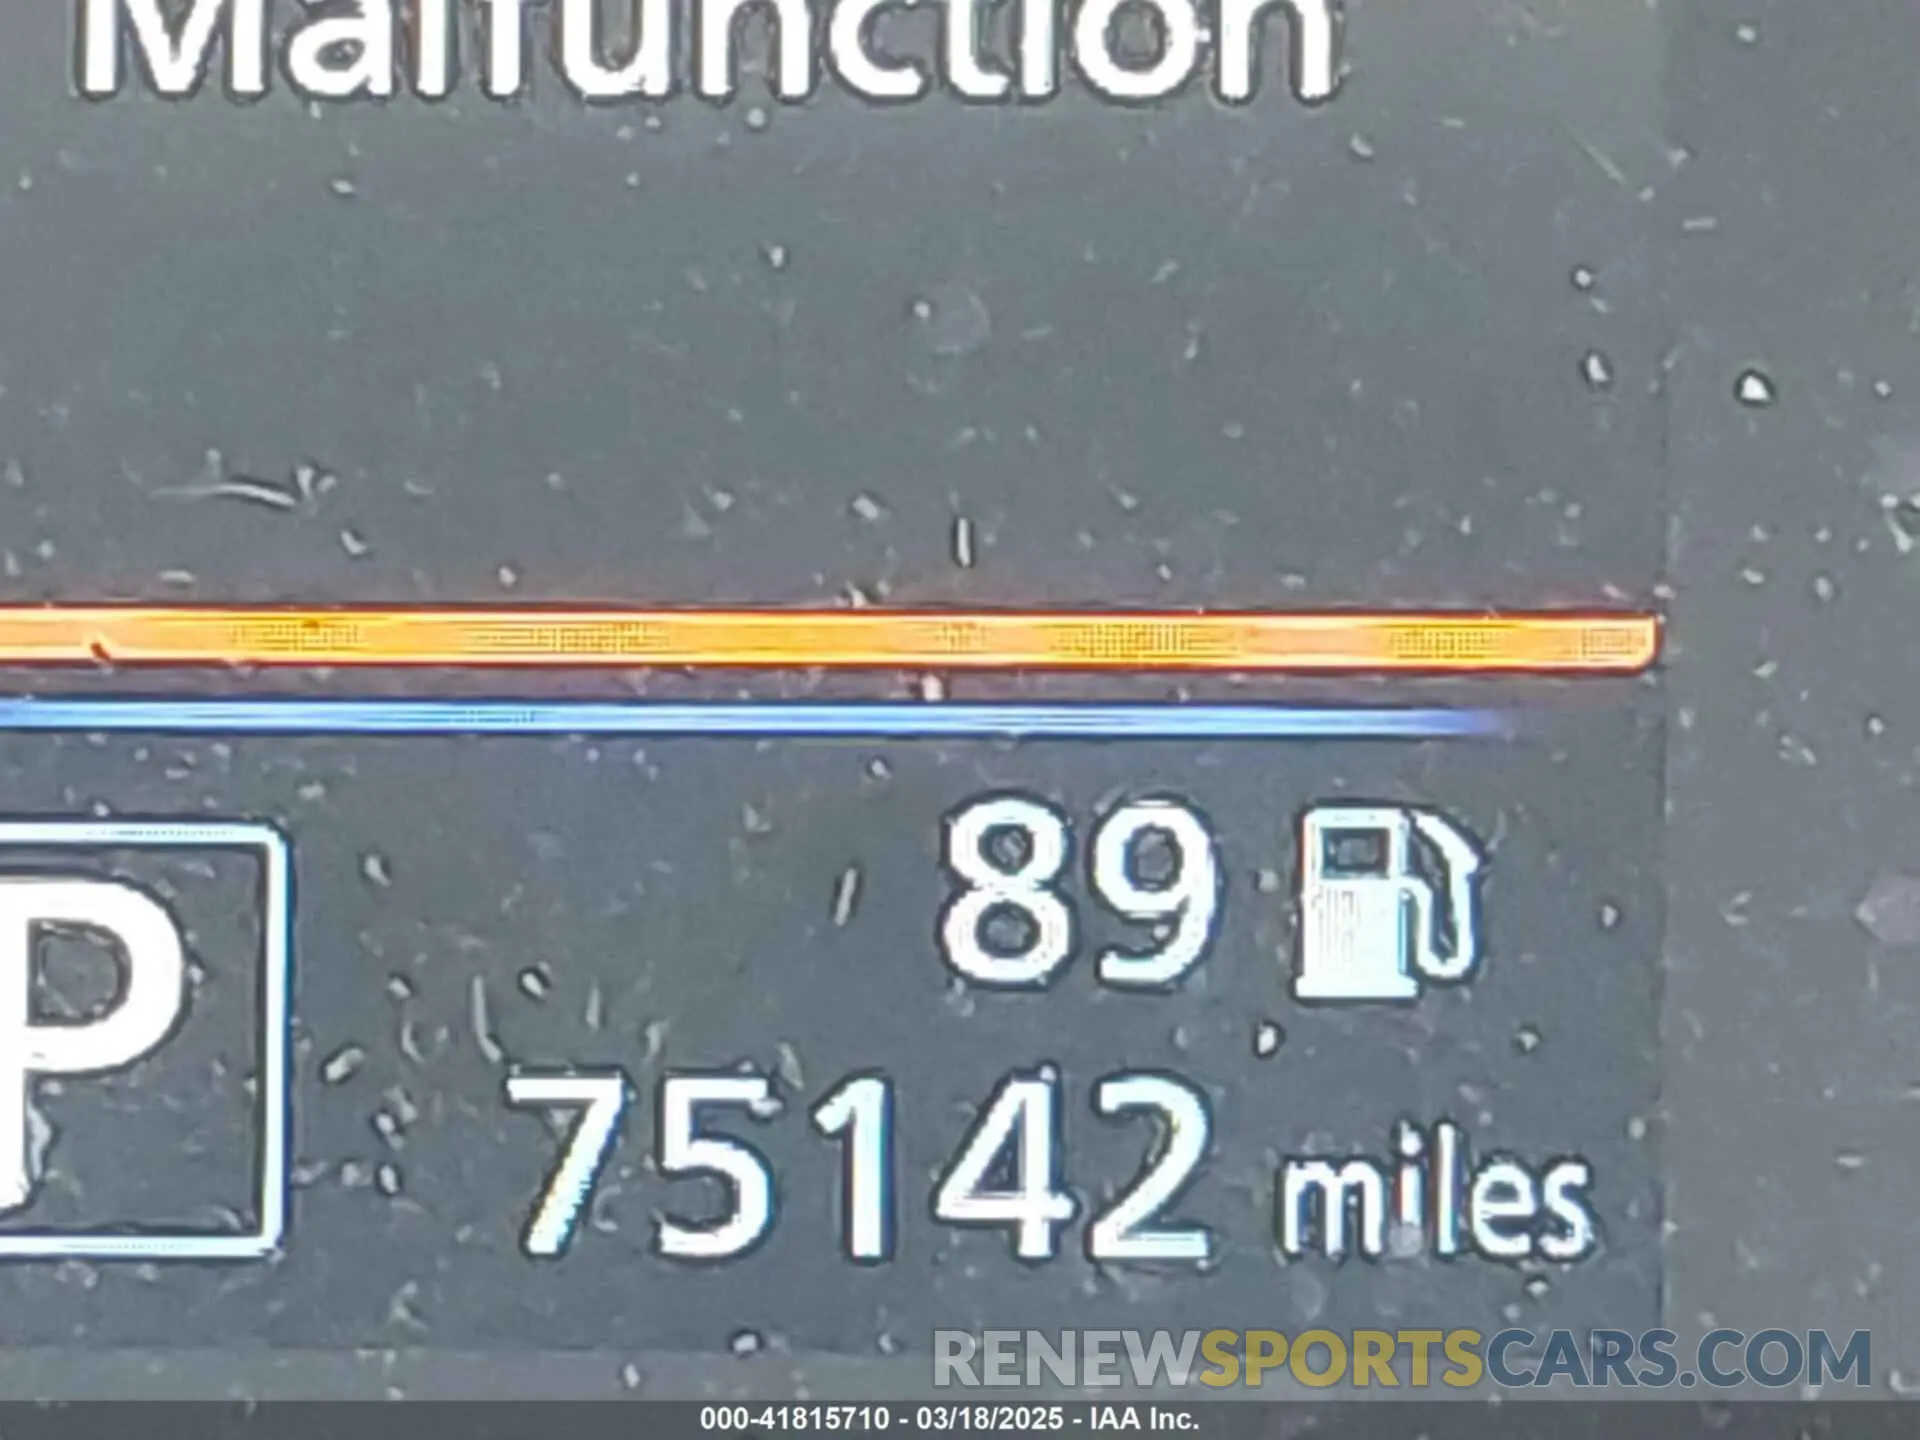 Malfunction
89
P
75142 miles
RENEWSPORTSCARS.COM
000-41815710 - 03/18/2025 - IAA Inc.